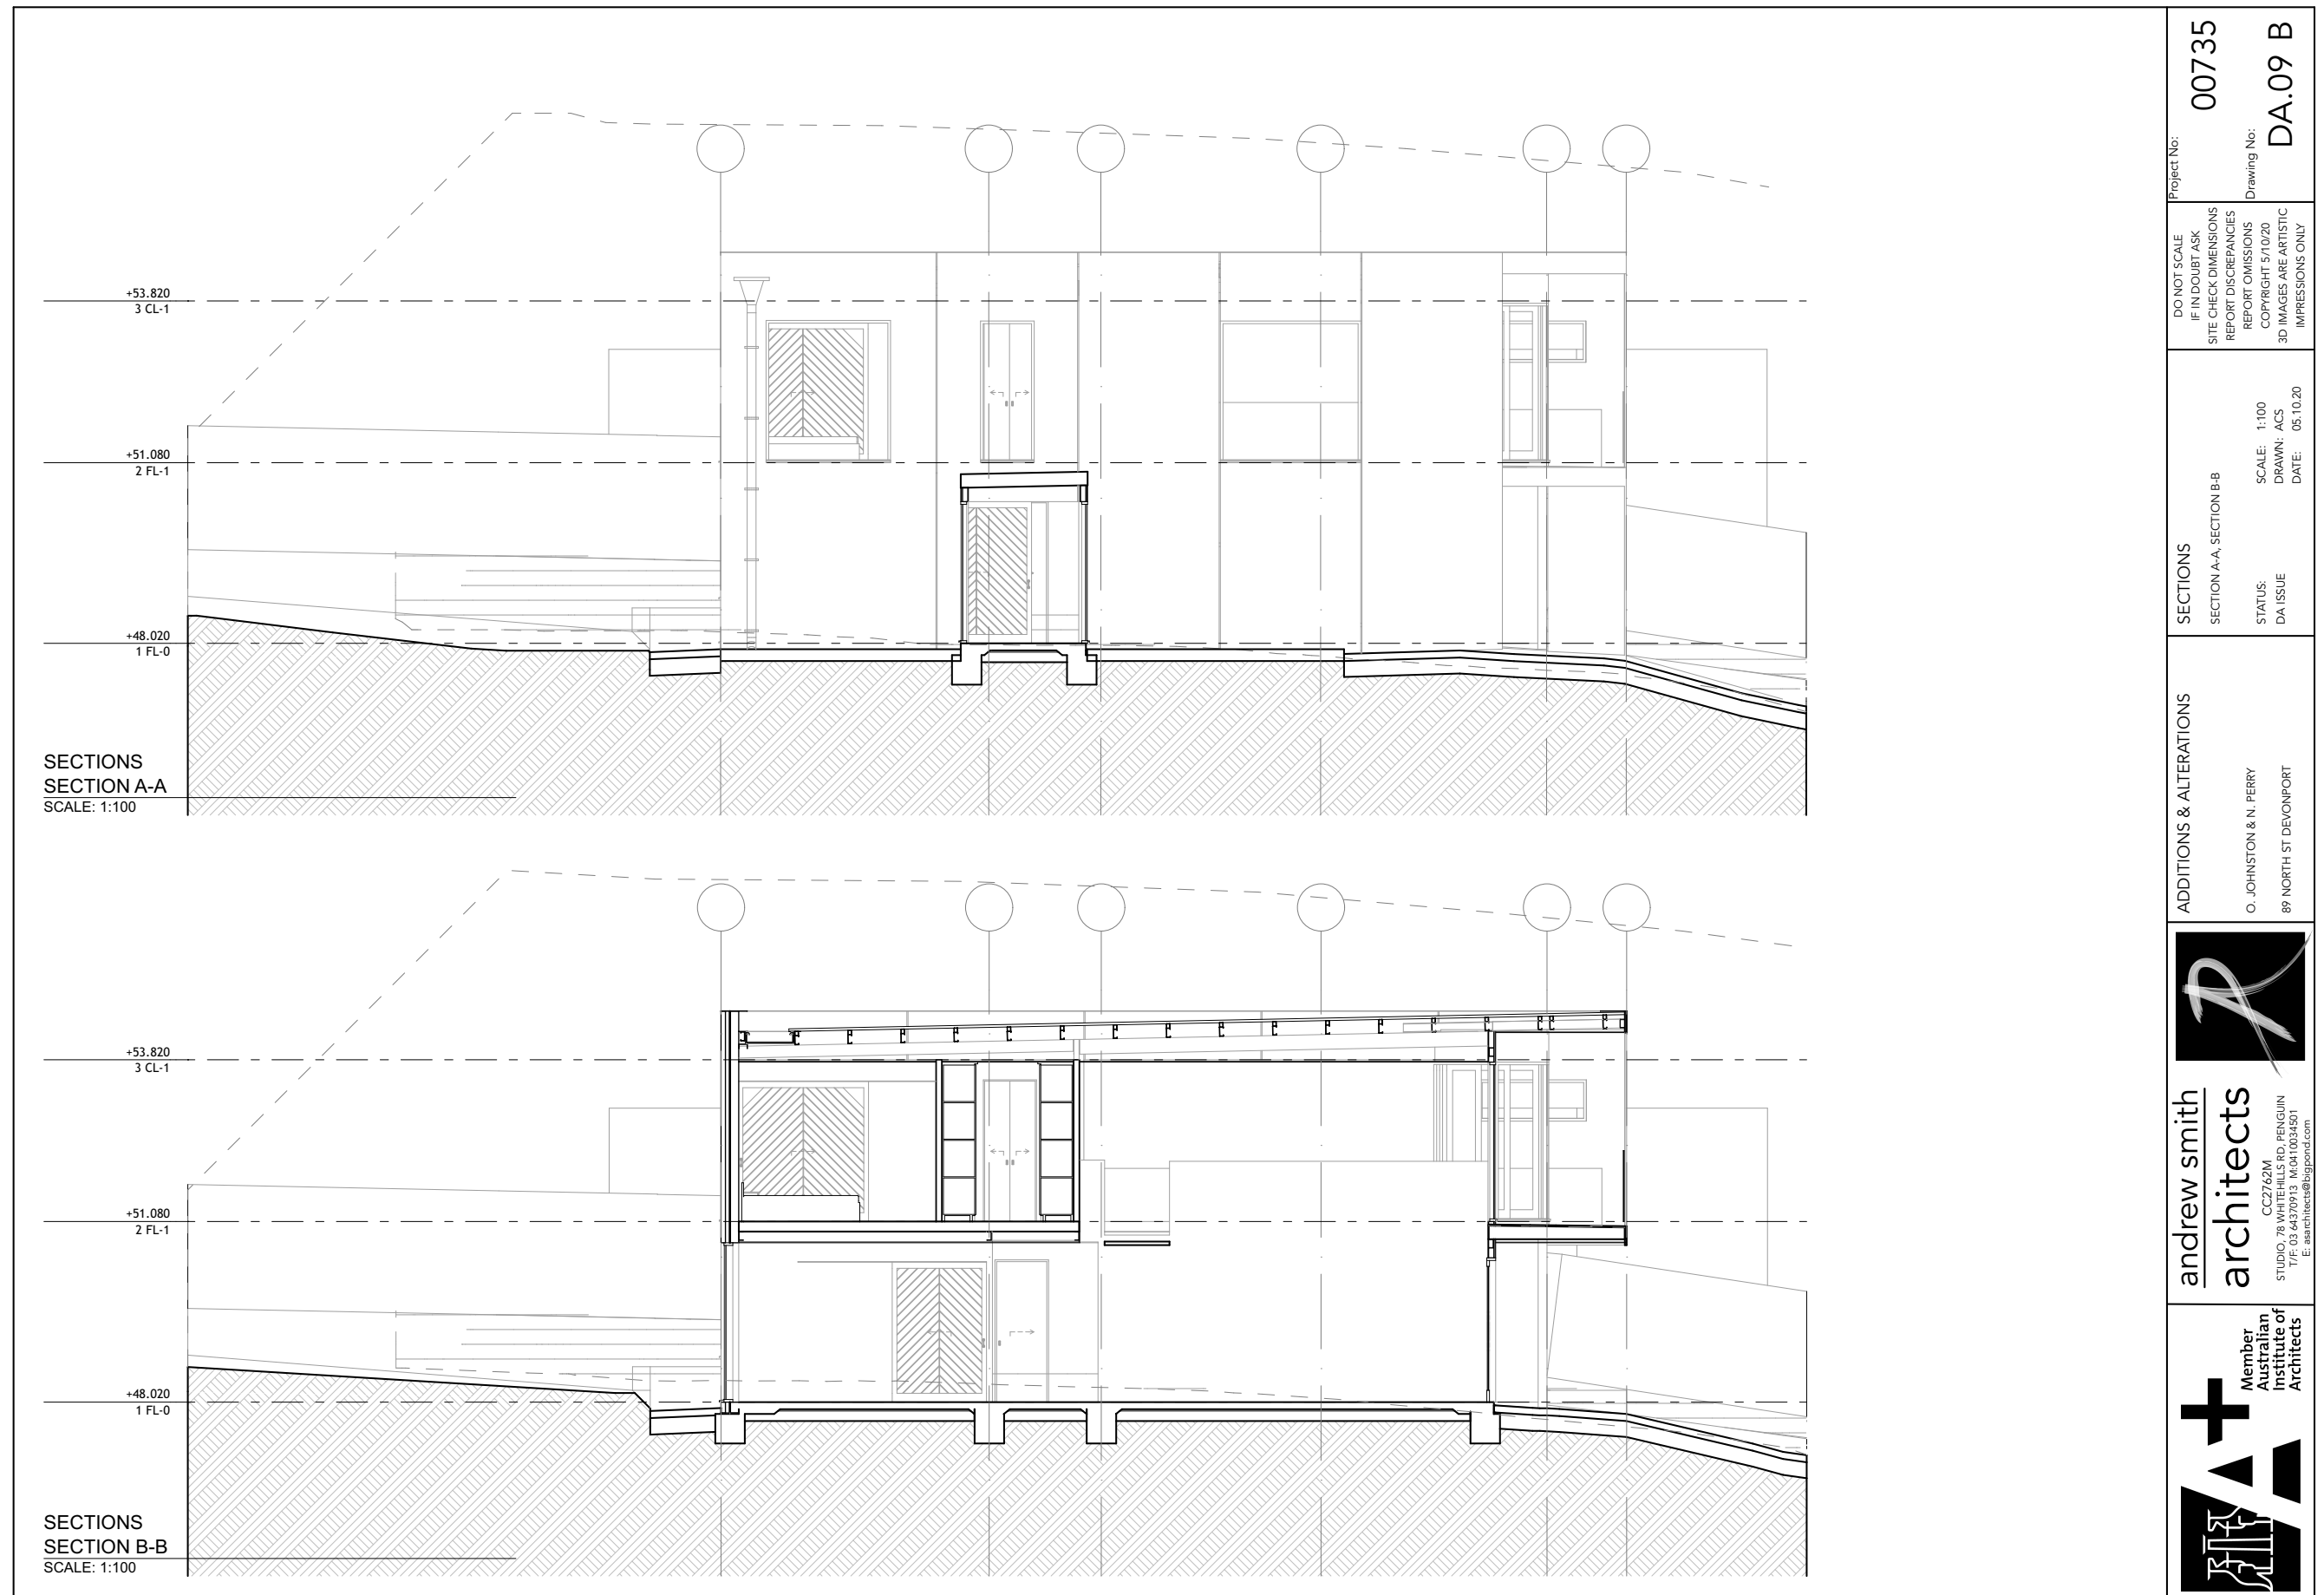 +53.820
3 CL-1
+51.080
2 FL-1
+48.020
1 FL-0
SECTIONS
SECTION A-A
SCALE: 1:100
+53.820
3 CL-1
+51.080
2 FL-1
+48.020
1 FL-0
SECTIONS
SECTION B-B
SCALE: 1:100
Project No:
00735
Drawing No:
DA.09 B
DO NOT SCALE
IF IN DOUBT ASK
SITE CHECK DIMENSIONS
REPORT DISCREPANCIES
REPORT OMISSIONS
COPYRIGHT 5/10/20
3D IMAGES ARE ARTISTIC
IMPRESSIONS ONLY
SECTIONS
SECTION A-A, SECTION B-B
STATUS:
DA ISSUE
SCALE: 1:100
DRAWN: ACS
DATE: 05.10.20
ADDITIONS & ALTERATIONS
O. JOHNSTON & N. PERRY
89 NORTH ST DEVONPORT
andrew smith
architects
CC2762M
STUDIO, 78 WHITEHILLS RD, PENGUIN
T/F: 03 64370913 M:0410034501
E: asarchitects@bigpond.com
A+
Member
Australian
Institute of
Architects